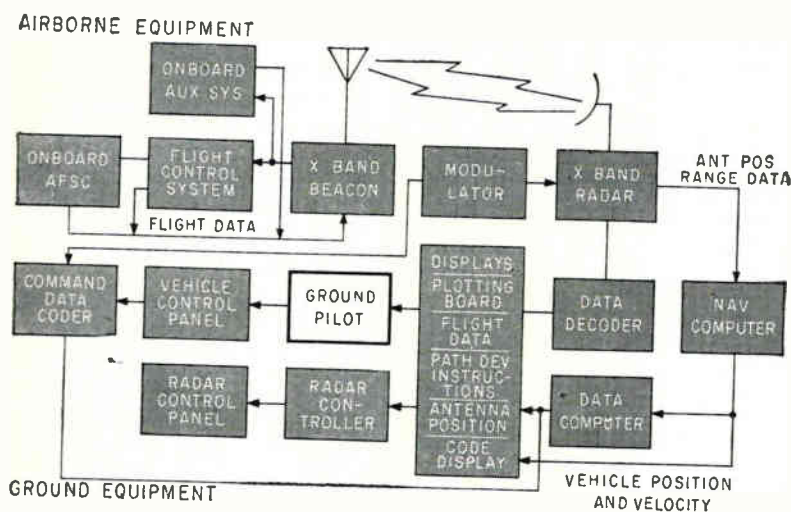 AIRBORNE EQUIPMENT
ONBOARD
AUX SYS
ONBOARD
AFSC
FLIGHT
CONTROL
SYSTEM
X BAND
BEACON
MODU-
LATOR
X BAND
RADAR
ANT POS
RANGE DATA
FLIGHT DATA
COMMAND
DATA
CODER
VEHICLE
CONTROL
PANEL
GROUND
PILOT
DISPLAYS
PLOTTING
BOARD
FLIGHT
DATA
PATH DEV
INSTRUC-
TIONS
ANTENNA
POSITION
CODE
DISPLAY
DATA
DECODER
NAV
COMPUTER
RADAR
CONTROL
PANEL
RADAR
CON-
TROLLER
DATA
COMPUTER
GROUND EQUIPMENT
VEHICLE POSITION
AND VELOCITY